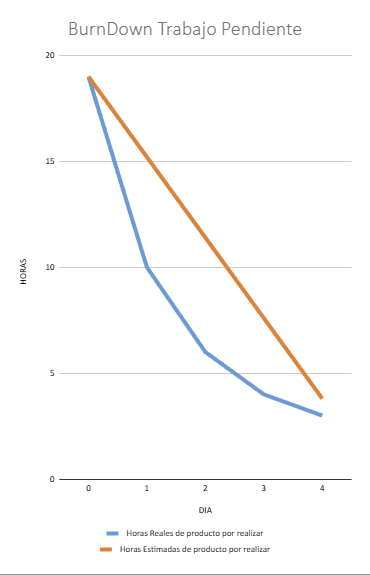 BurnDown Trabajo Pendiente
20
15
10
5
0
HORAS
0 1 2 3 4
DIA
Horas Reales de producto por realizar
Horas Estimadas de producto por realizar